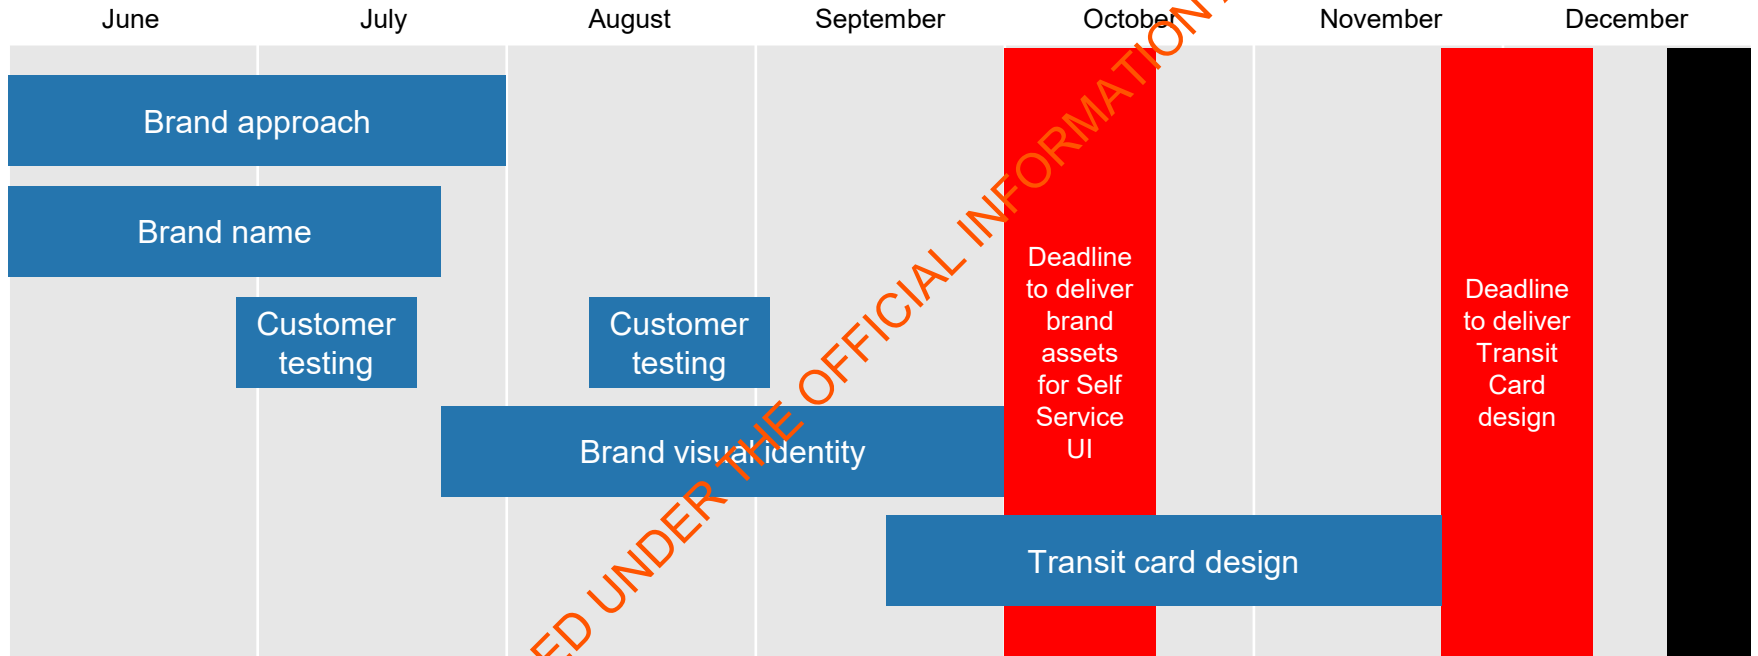 June July August September October November December
Brand approach
Brand name
Customer
testing
Customer
testing
Brand visual identity
Transit card design
Deadline
to deliver
brand
assets
for Self
Service
UI
Deadline
to deliver
Transit
Card
design
UNDER THE OFFICIAL INFORMATION